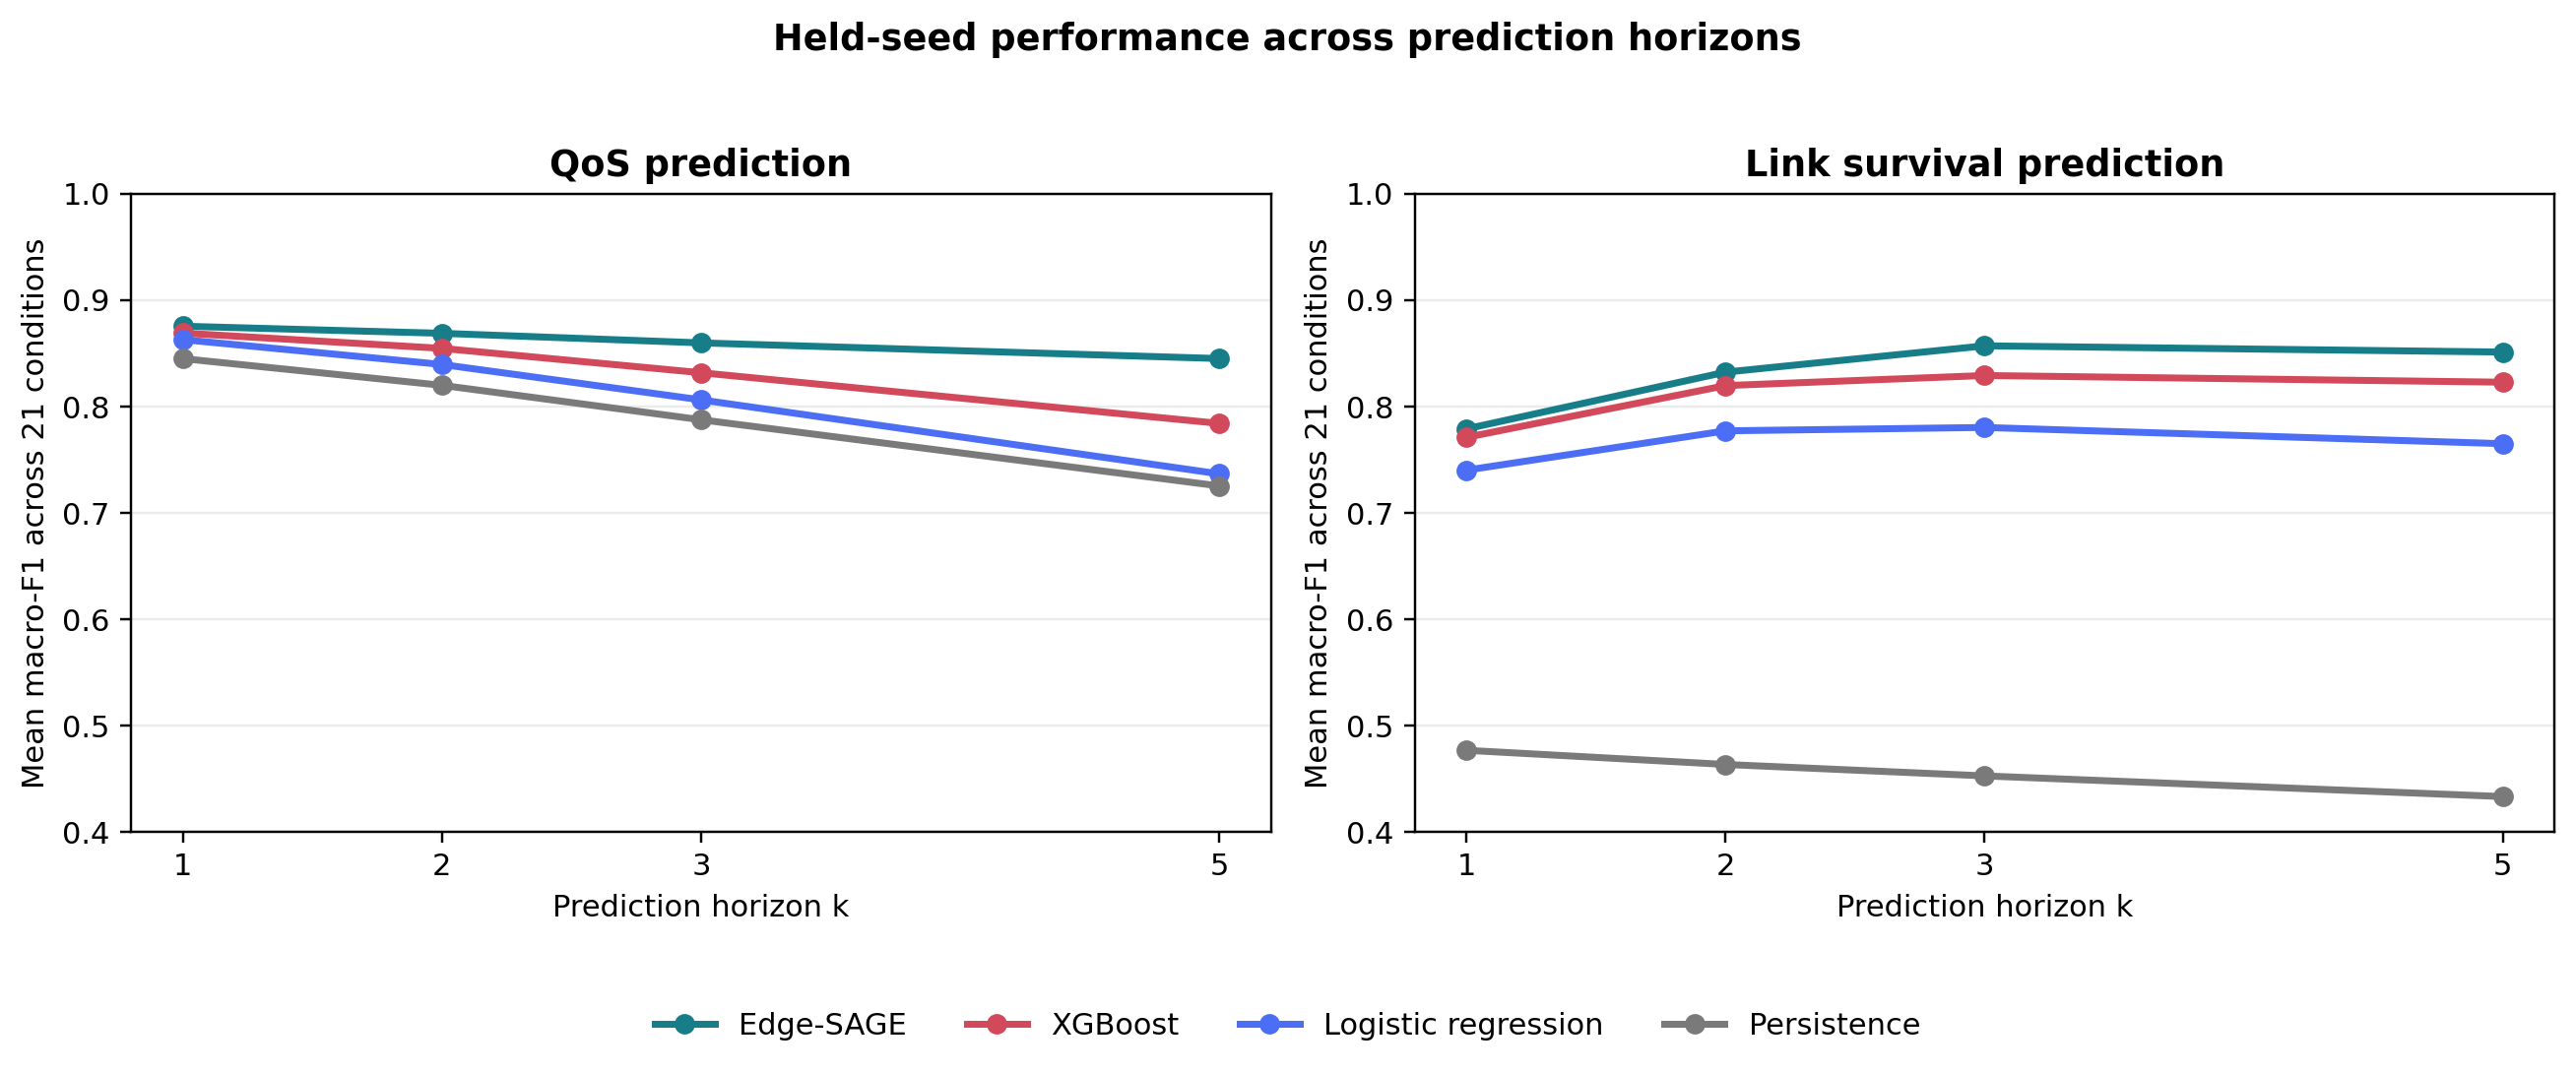 Held-seed performance across prediction horizons
QoS prediction
Mean macro-F1 across 21 conditions
1.0
0.9
0.8
0.7
0.6
0.5
0.4
1 2 3 5
Prediction horizon k
Link survival prediction
Mean macro-F1 across 21 conditions
1.0
0.9
0.8
0.7
0.6
0.5
0.4
1 2 3 5
Prediction horizon k
Edge-SAGE XGBoost Logistic regression Persistence